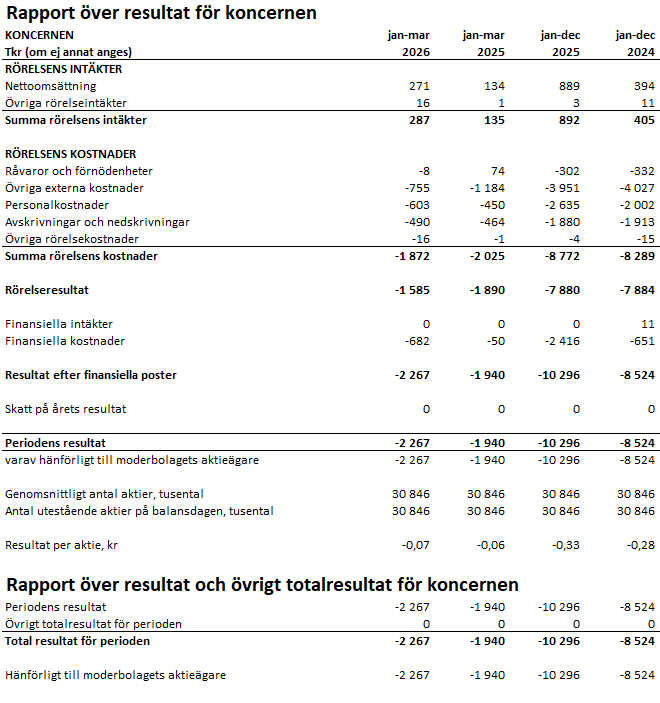 Rapport över resultat för koncernen
KONCERNEN jan-mar jan-mar jan-dec jan-dec
Tkr (om ej annat anges) 2026 2025 2025 2024
RÖRELSENS INTÄKTER
Nettoomsättning 271 134 889 394
Övriga rörelseintäkter 16 1 3 11
Summa rörelsens intäkter 287 135 892 405
RÖRELSENS KOSTNADER
Råvaror och förnödenheter -8 74 -302 -332
Övriga externa kostnader -755 -1 184 -3 951 -4 027
Personalkostnader -603 -450 -2 635 -2 002
Avskrivningar och nedskrivningar -490 -464 -1 880 -1 913
Övriga rörelsekostnader -16 -1 -4 -15
Summa rörelsens kostnader -1 872 -2 025 -8 772 -8 289
Rörelseresultat -1 585 -1 890 -7 880 -7 884
Finansiella intäkter 0 0 0 11
Finansiella kostnader -682 -50 -2 416 -651
Resultat efter finansiella poster -2 267 -1 940 -10 296 -8 524
Skatt på årets resultat 0 0 0 0
Periodens resultat -2 267 -1 940 -10 296 -8 524
varav hänförligt till moderbolagets aktieägare -2 267 -1 940 -10 296 -8 524
Genomsnittligt antal aktier, tusental 30 846 30 846 30 846 30 846
Antal utestående aktier på balansdagen, tusental 30 846 30 846 30 846 30 846
Resultat per aktie, kr -0,07 -0,06 -0,33 -0,28
Rapport över resultat och övrigt totalresultat för koncernen
Periodens resultat -2 267 -1 940 -10 296 -8 524
Övrigt totalresultat för perioden 0 0 0 0
Total resultat för perioden -2 267 -1 940 -10 296 -8 524
Hänförligt till moderbolagets aktieägare -2 267 -1 940 -10 296 -8 524